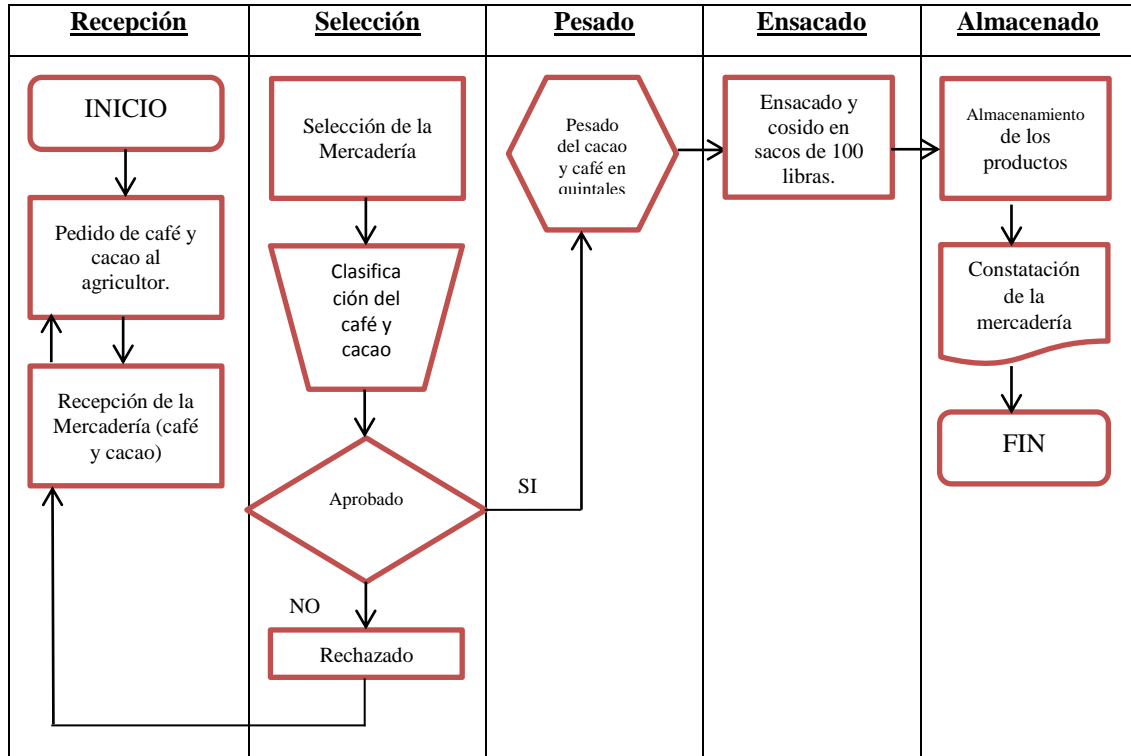 Recepción
Selección
Pesado
Ensacado
Almacenado
INICIO
Pedido de café y
cacao al
agricultor.
Recepción de la
Mercadería (café
y cacao)
Selección de la
Mercadería
Clasifica
ción del
café y
cacao
Aprobado
SI
NO
Rechazado
Pesado
del cacao
y café en
quintales
Ensacado y
cosido en
sacos de 100
libras.
Almacenamiento
de los
productos
Constatación
de la
mercadería
FIN